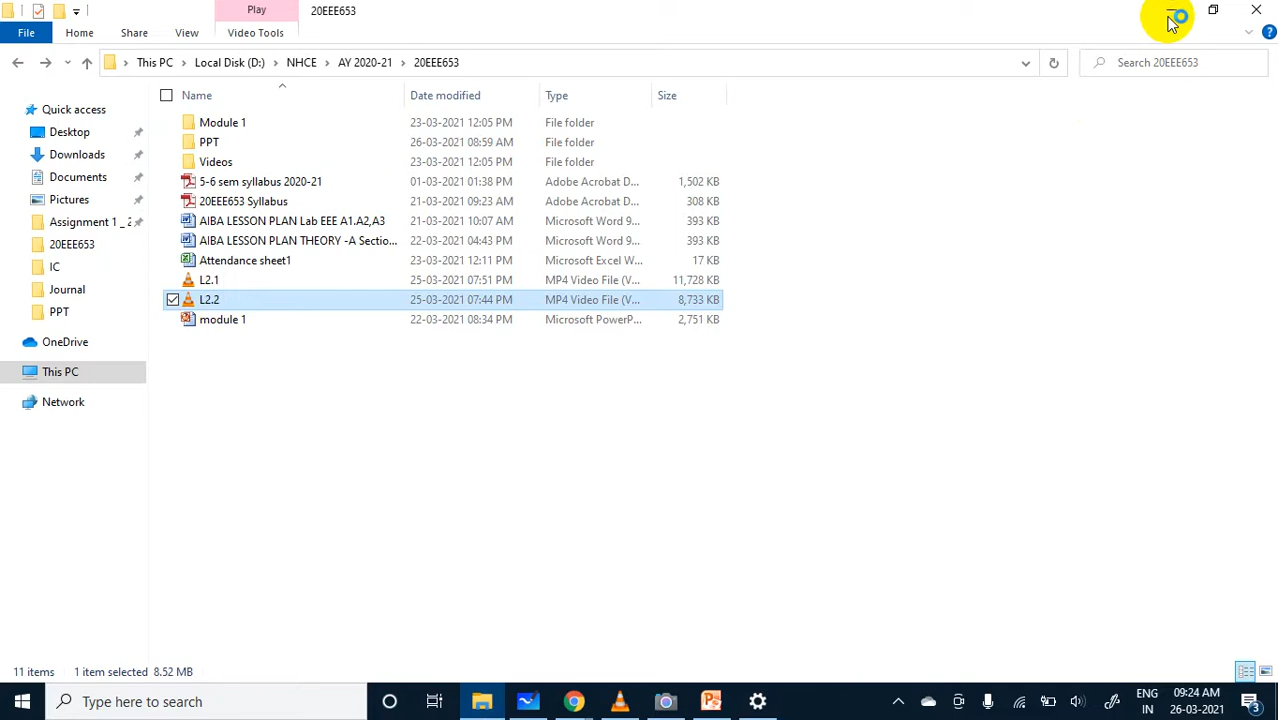 Play
20EEE653
File
Home
Share
View
Video Tools
This PC
Local Disk (D:)
NHCE
AY 2020-21
20EEE653
Search 20EEE653
Name
Date modified
Type
Size
Quick access
Desktop
Downloads
Documents
Pictures
Assignment 1 _ 2
20EEE653
IC
Journal
PPT
OneDrive
This PC
Network
Module 1 23-03-2021 12:05 PM File folder
PPT 26-03-2021 08:59 AM File folder
Videos 23-03-2021 12:05 PM File folder
5-6 sem syllabus 2020-21 01-03-2021 01:38 PM Adobe Acrobat D... 1,502 KB
20EEE653 Syllabus 21-03-2021 09:23 AM Adobe Acrobat D... 308 KB
AIBA LESSON PLAN Lab EEE A1.A2,A3 21-03-2021 10:07 AM Microsoft Word 9... 393 KB
AIBA LESSON PLAN THEORY -A Sectio... 22-03-2021 04:43 PM Microsoft Word 9... 393 KB
Attendance sheet1 23-03-2021 12:11 PM Microsoft Excel W... 17 KB
L2.1 25-03-2021 07:51 PM MP4 Video File (V... 11,728 KB
L2.2 25-03-2021 07:44 PM MP4 Video File (V... 8,733 KB
module 1 22-03-2021 08:34 PM Microsoft PowerP... 2,751 KB
11 items 1 item selected 8.52 MB
Type here to search
ENG
IN
09:24 AM
26-03-2021
3